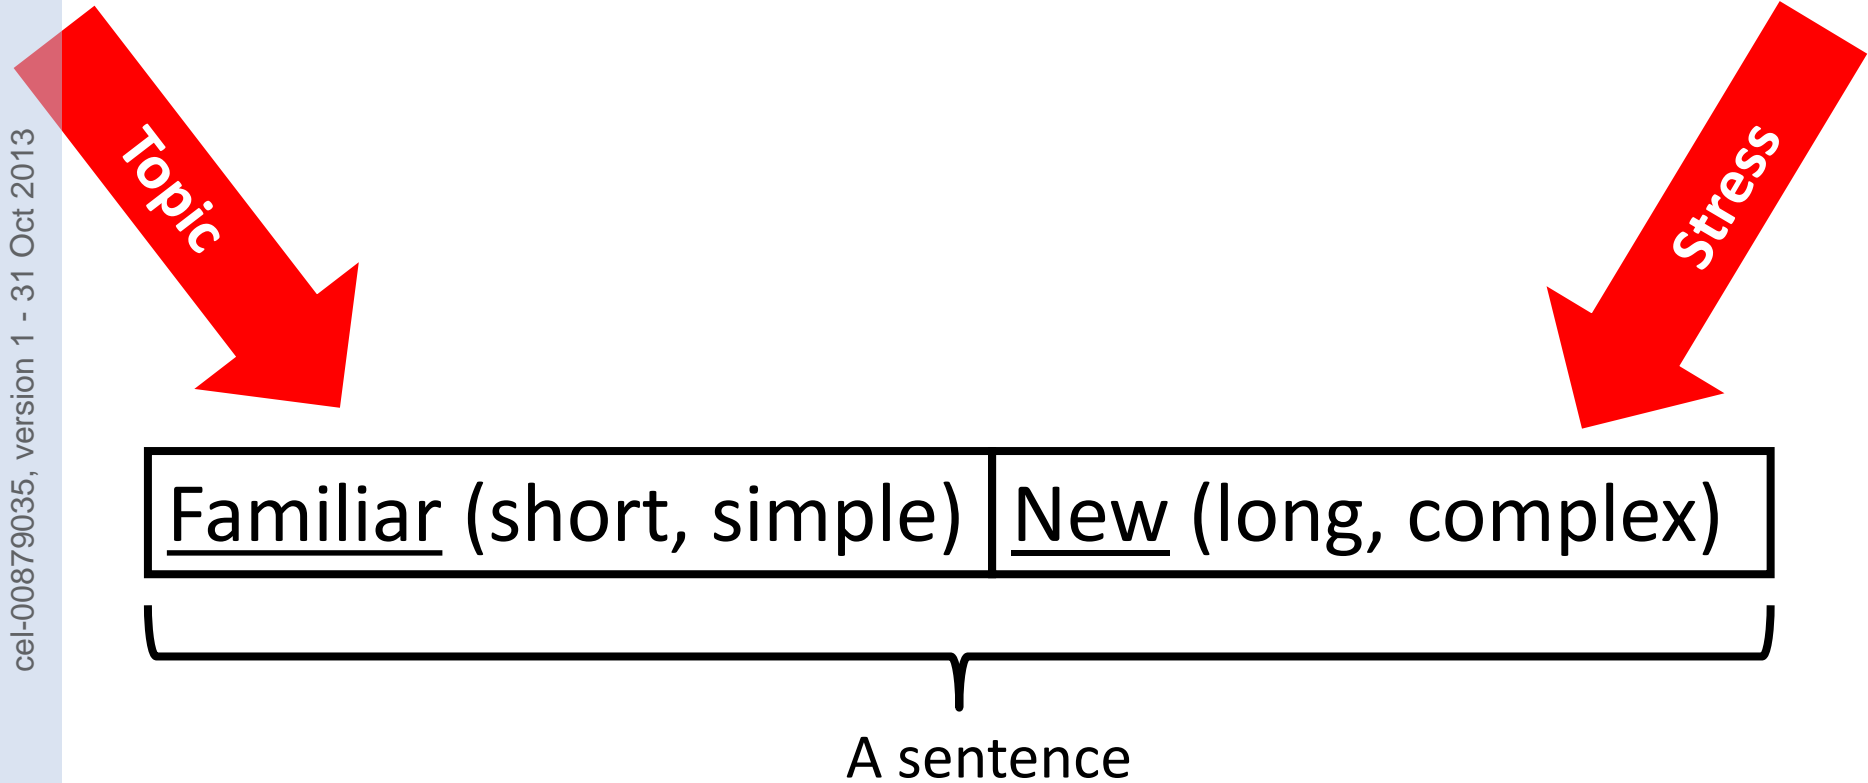 Topic
Stress
Familiar (short, simple)
New (long, complex)
A sentence
cel-00879035, version 1 - 31 Oct 2013